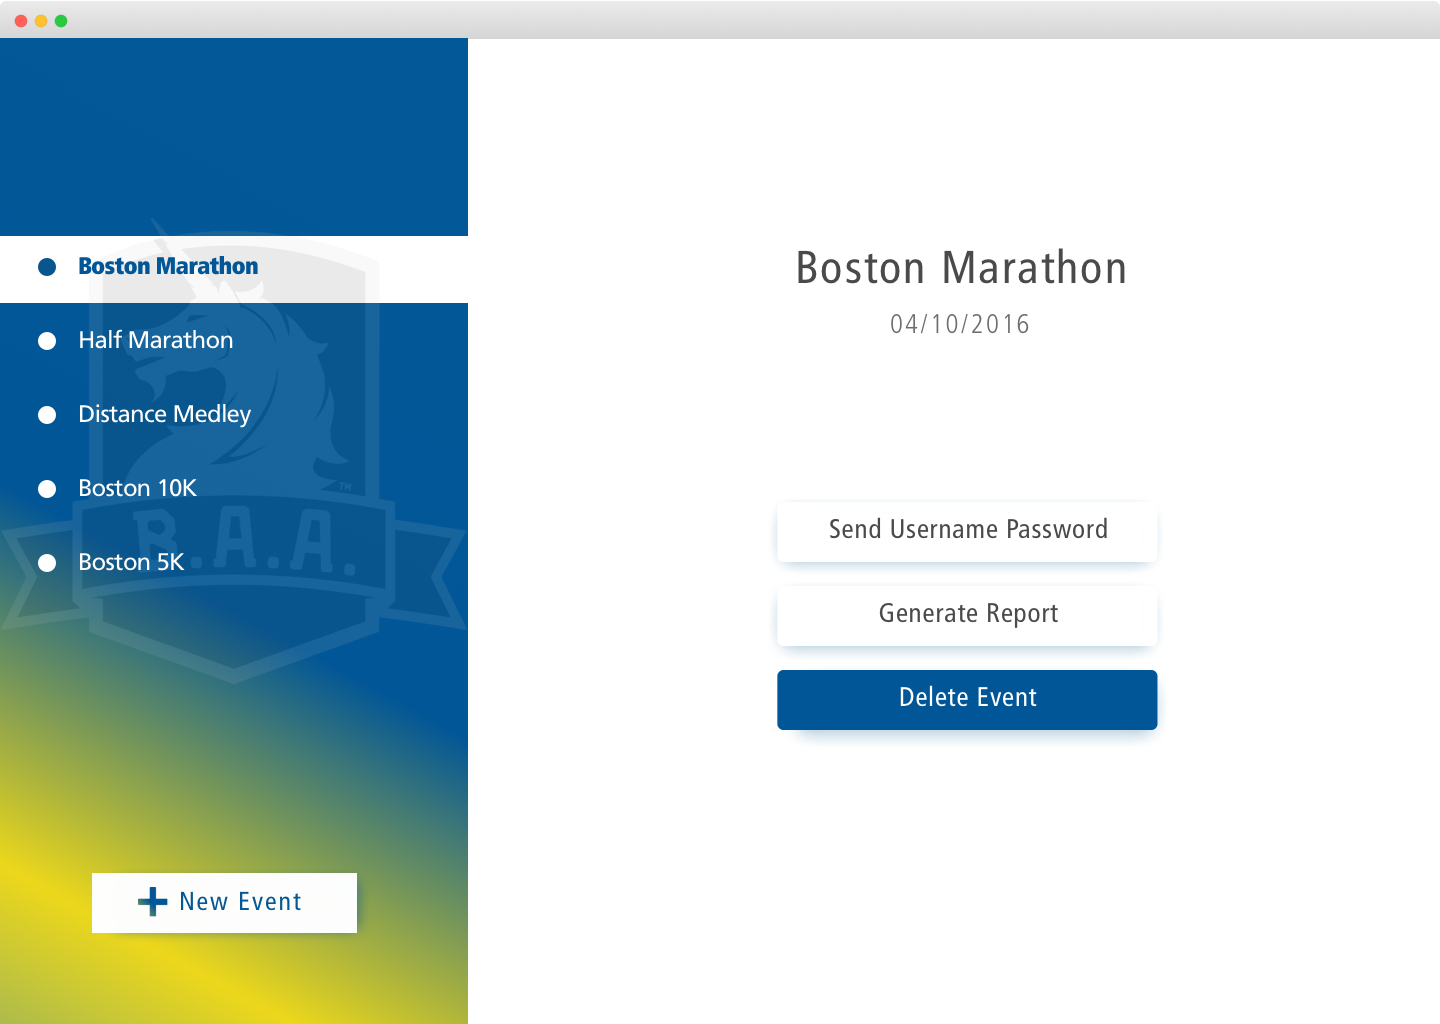 Boston Marathon
Half Marathon
Distance Medley
Boston 10K
Boston 5K
B.A.A.
TM
New Event
Boston Marathon
04/10/2016
Send Username Password
Generate Report
Delete Event